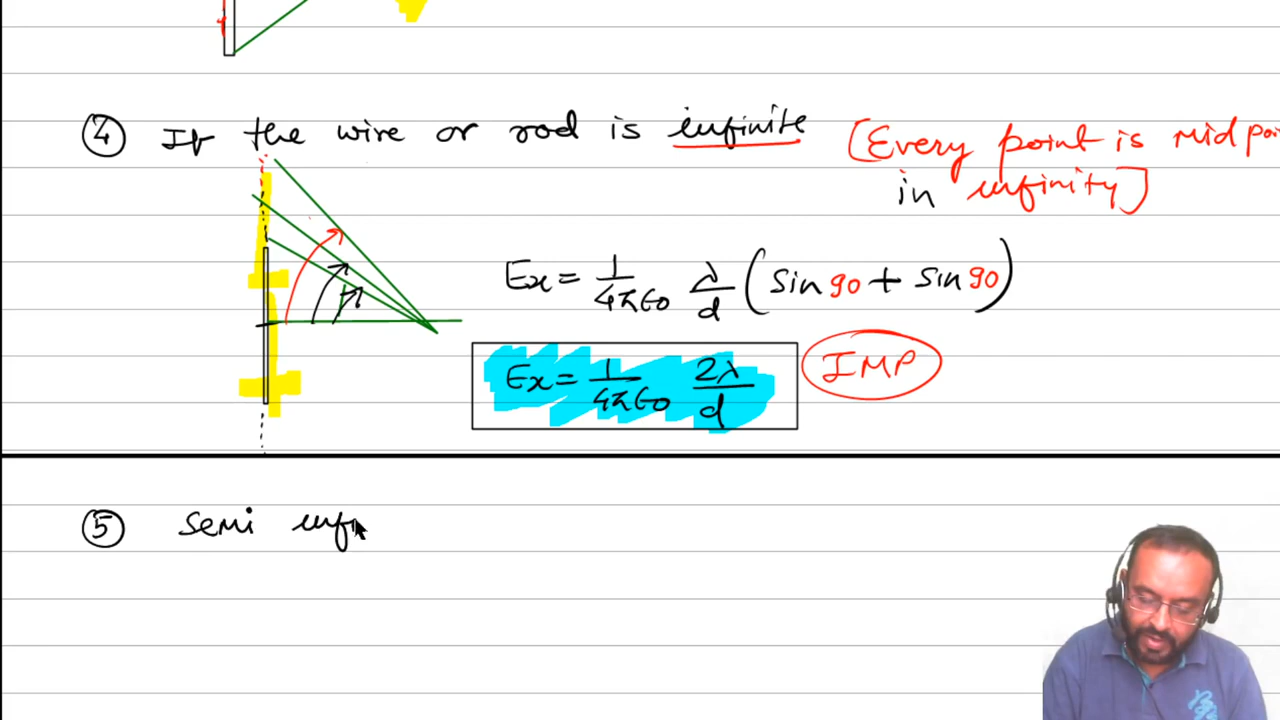 ④ If the wire or rod is infinite [Every point is mid poi
in infinity]
Ex = 1/4πε0 λ/d (sin 90 + sin 90)
Ex = 1/4πε0 2λ/d IMP
⑤ Semi inf